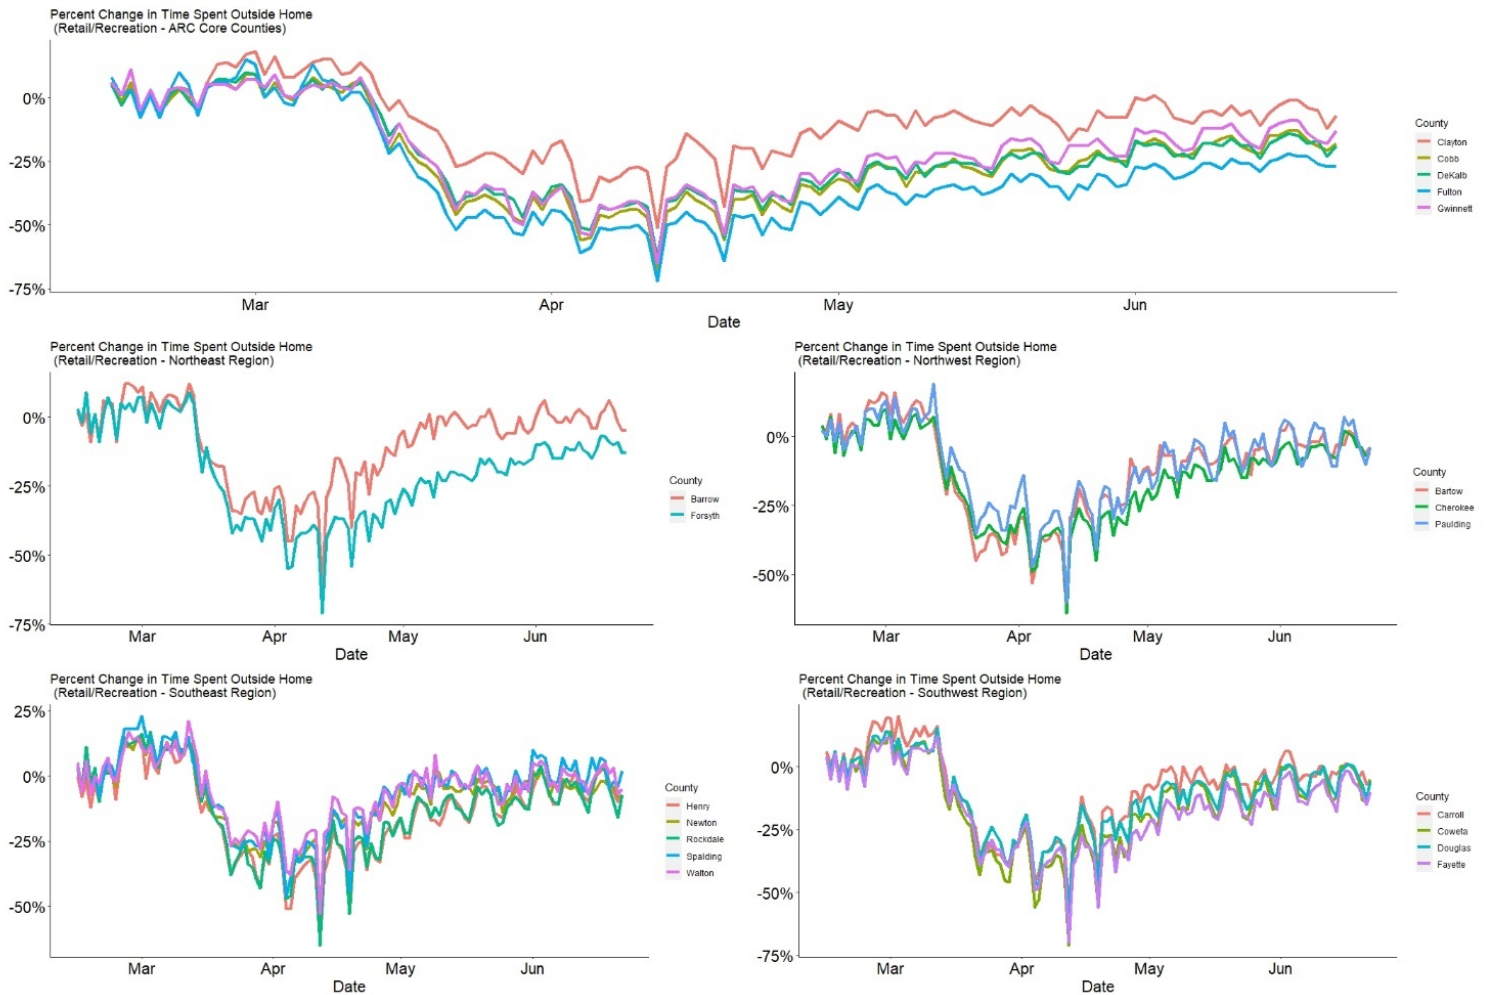 Percent Change in Time Spent Outside Home
(Retail/Recreation - ARC Core Counties)
0%
-25%
-50%
-75%
Mar
Apr
May
Jun
Date
County
Clayton
Cobb
DeKalb
Fulton
Gwinnett
Percent Change in Time Spent Outside Home
(Retail/Recreation - Northeast Region)
0%
-25%
-50%
-75%
Mar
Apr
May
Jun
Date
County
Barrow
Forsyth
Percent Change in Time Spent Outside Home
(Retail/Recreation - Northwest Region)
0%
-25%
-50%
Mar
Apr
May
Jun
Date
County
Bartow
Cherokee
Paulding
Percent Change in Time Spent Outside Home
(Retail/Recreation - Southeast Region)
25%
0%
-25%
-50%
Mar
Apr
May
Jun
Date
County
Henry
Newton
Rockdale
Spalding
Walton
Percent Change in Time Spent Outside Home
(Retail/Recreation - Southwest Region)
0%
-25%
-50%
-75%
Mar
Apr
May
Jun
Date
County
Carroll
Coweta
Douglas
Fayette